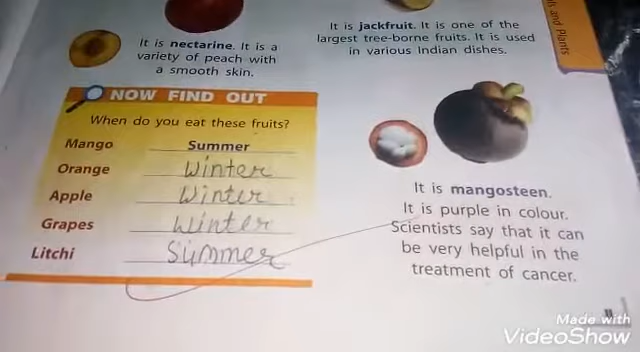 It is nectarine. It is a
variety of peach with
a smooth skin.
It is jackfruit. It is one of the
largest tree-borne fruits. It is used
in various Indian dishes.
ls and Plants
NOW FIND OUT
When do you eat these fruits?
Mango Summer
Orange Winter
Apple Winter
Grapes Winter
Litchi Summer
It is mangosteen.
It is purple in colour.
Scientists say that it can
be very helpful in the
treatment of cancer.
Made with
VideoShow